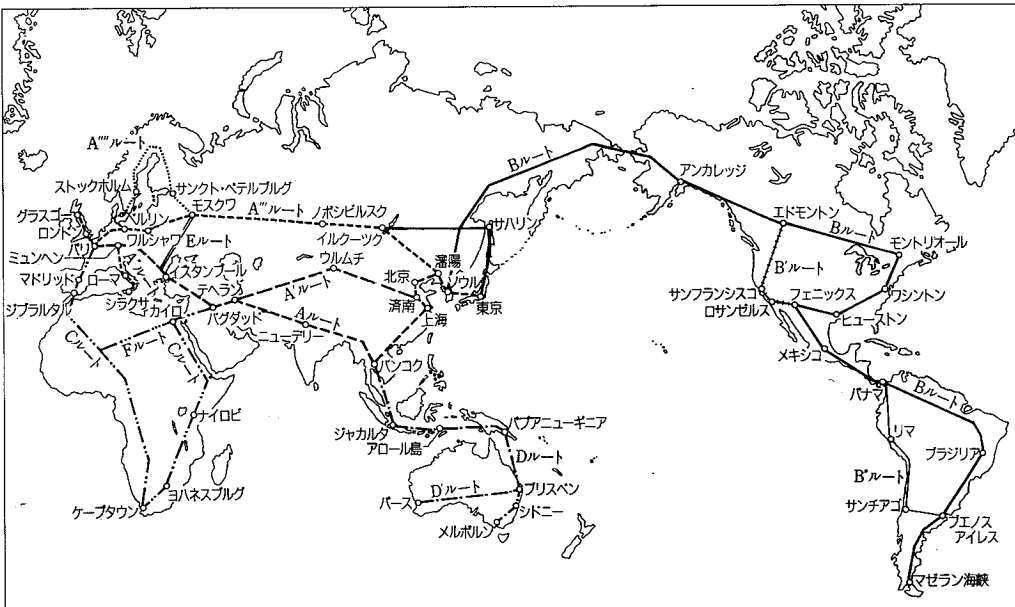 A''''ルート
Bルート
アンカレッジ
ストックホルム
サンクト・ペテルブルグ
グラスゴー
モスクワ
A'''ルート
ノボシビルスク
サハリン
エドモントン
Bルート
ロンドン
ベルリン
パリ
ワルシャワ
Eルート
イルクーツク
モントリオール
ミュンヘン
ウルムチ
瀋陽
B'ルート
マドリッド
ローマ
イスタンブール
テヘラン
北京
ソウル
サンフランシスコ
フェニックス
ワシントン
ジブラルタル
シラクサ
A'ルート
済南
東京
ロサンゼルス
カイロ
バグダッド
Aルート
上海
ヒューストン
Cルート
Fルート
Cルート
ニューデリー
メキシコ
バンコク
パナマ
Bルート
ナイロビ
ジャカルタ
アロール島
パプアニューギニア
リマ
Dルート
ブラジリア
B''ルート
D'ルート
ブリスベン
ヨハネスブルグ
パース
シドニー
サンチアゴ
ケープタウン
メルボルン
ブエノス
アイレス
マゼラン海峡